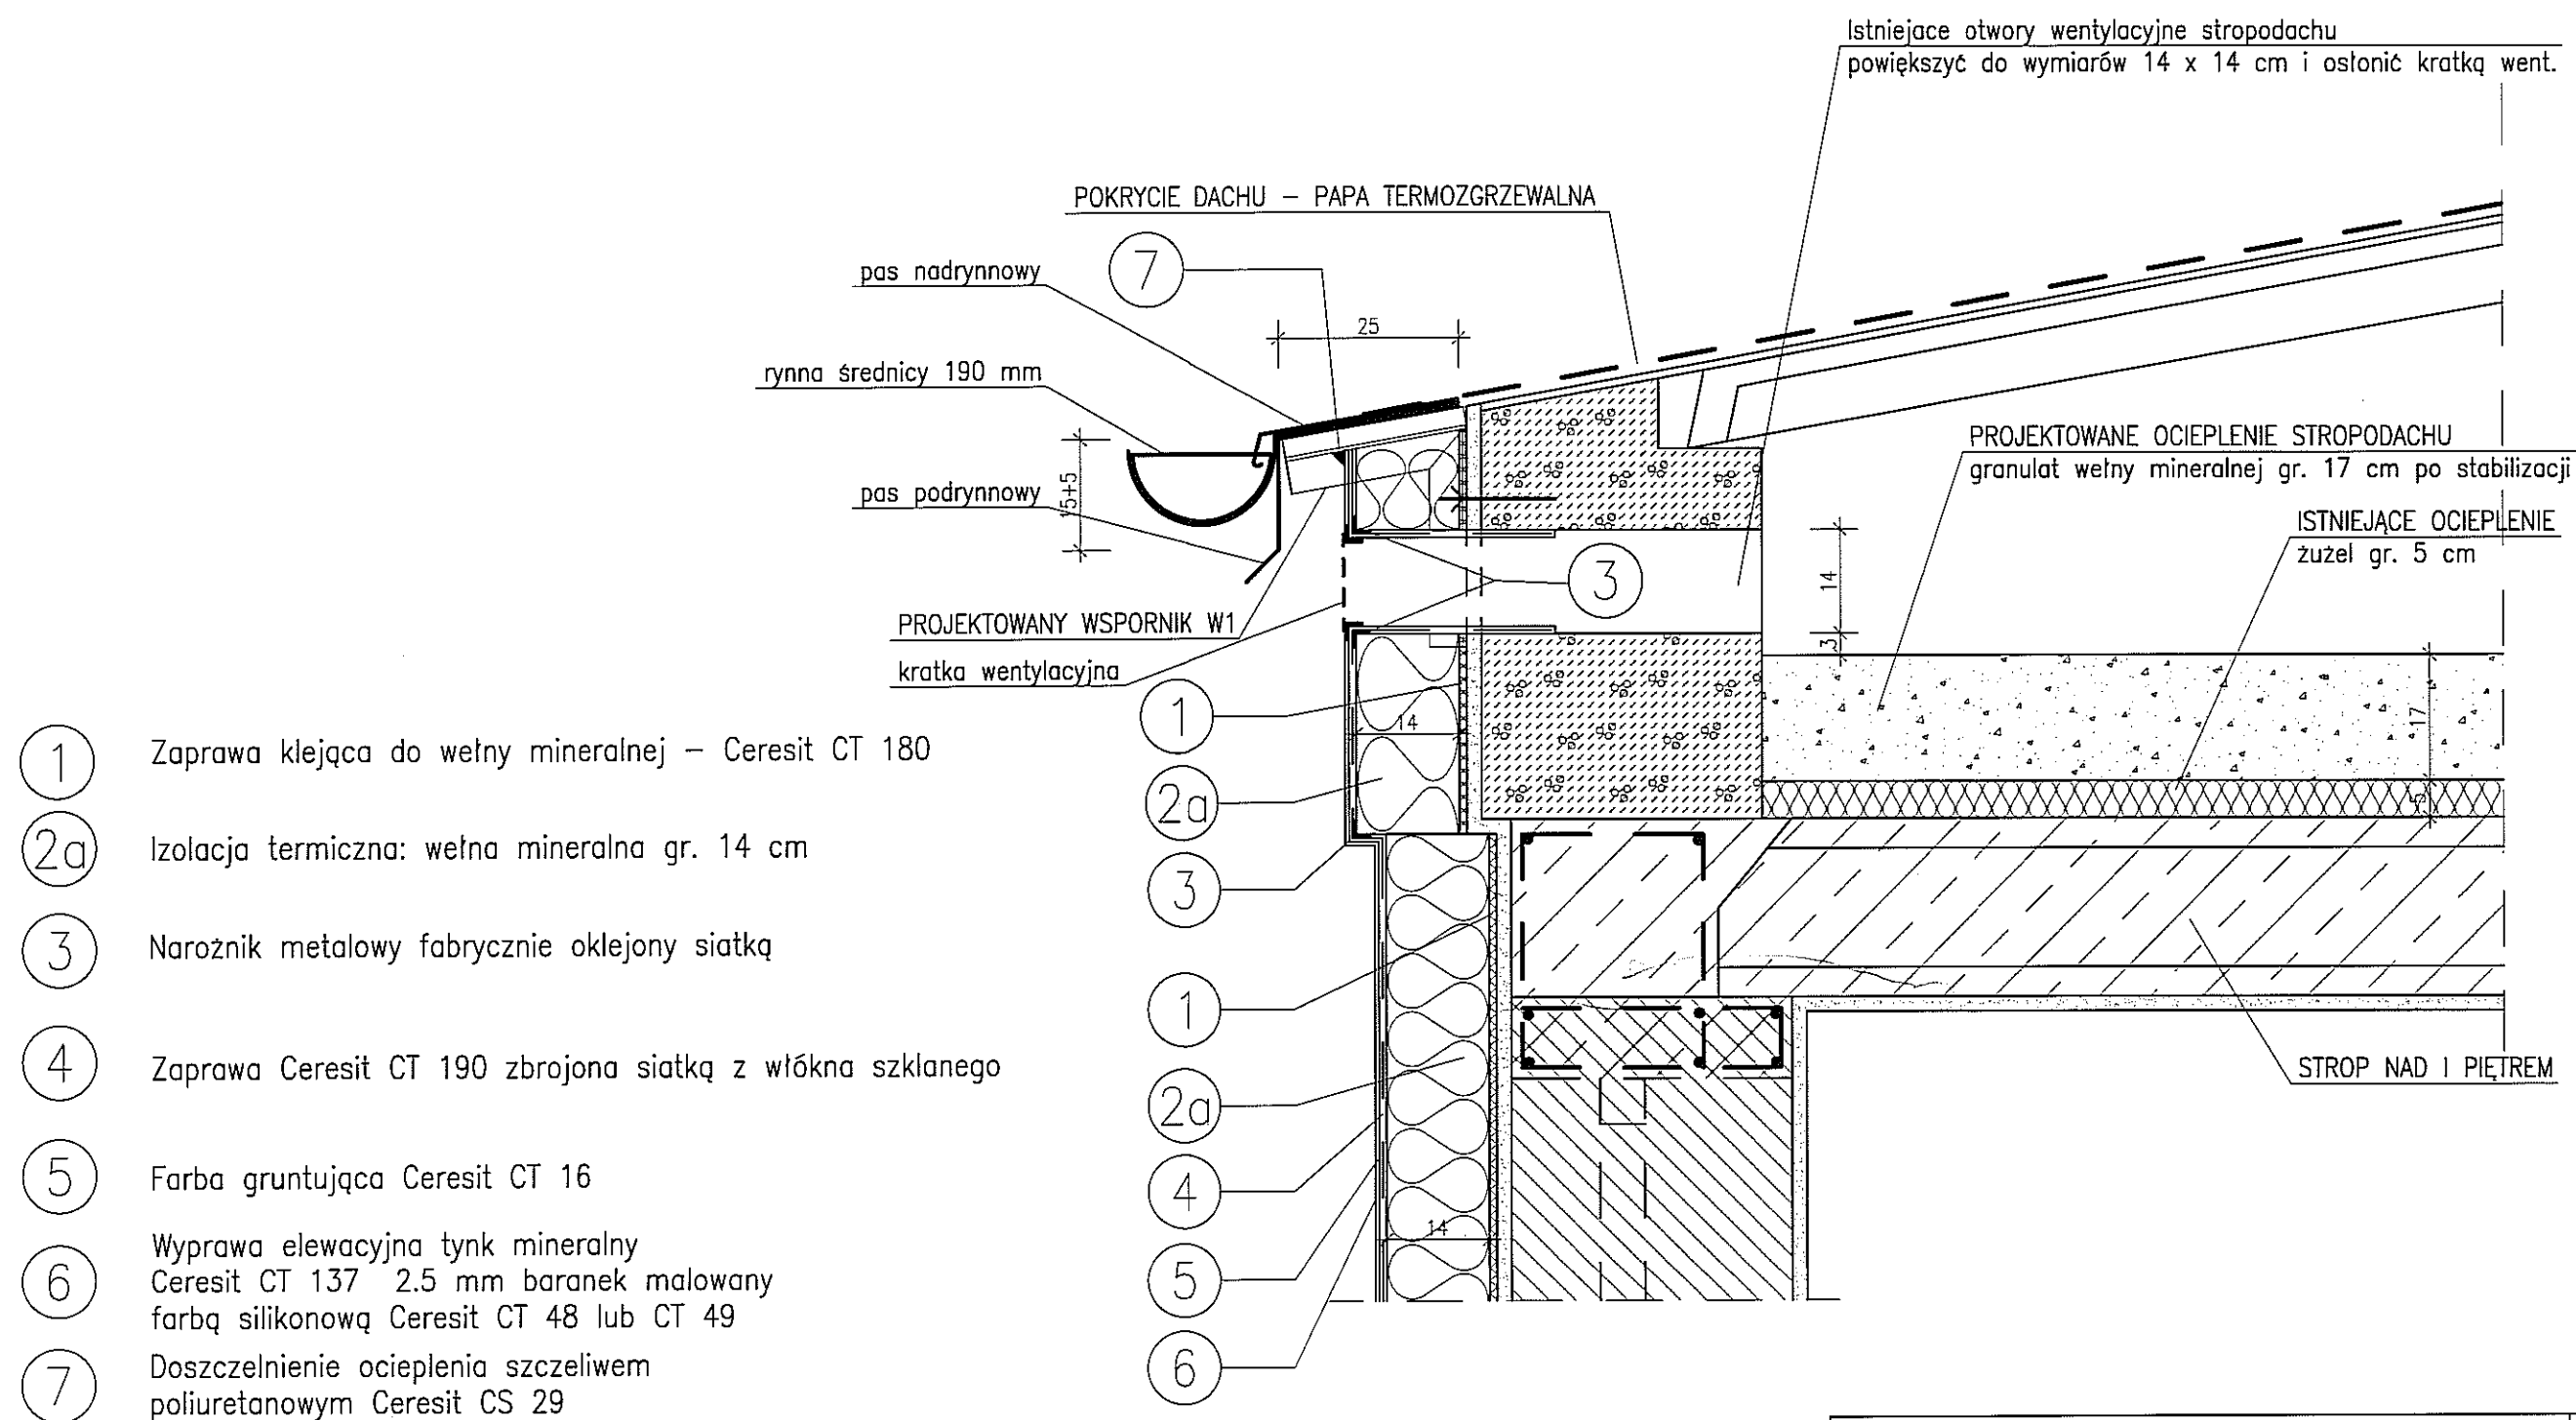 Istniejące otwory wentylacyjne stropodachu
powiększyć do wymiarów 14 x 14 cm i osłonić kratką went.
POKRYCIE DACHU – PAPA TERMOZGRZEWALNA
7
pas nadrynnowy
25
rynna średnicy 190 mm
pas podrynnowy
15+5
PROJEKTOWANE OCIEPLENIE STROPODACHU
granulat wełny mineralnej gr. 17 cm po stabilizacji
ISTNIEJĄCE OCIEPLENIE
żużel gr. 5 cm
3
14
3
PROJEKTOWANY WSPORNIK W1
kratka wentylacyjna
1
14
17
5
2a
3
1
2a
4
14
5
6
STROP NAD I PIĘTREM
1 Zaprawa klejąca do wełny mineralnej – Ceresit CT 180
2a Izolacja termiczna: wełna mineralna gr. 14 cm
3 Narożnik metalowy fabrycznie oklejony siatką
4 Zaprawa Ceresit CT 190 zbrojona siatką z włókna szklanego
5 Farba gruntująca Ceresit CT 16
6 Wyprawa elewacyjna tynk mineralny
Ceresit CT 137 2.5 mm baranek malowany
farbą silikonową Ceresit CT 48 lub CT 49
7 Doszczelnienie ocieplenia szczeliwem
poliuretanowym Ceresit CS 29